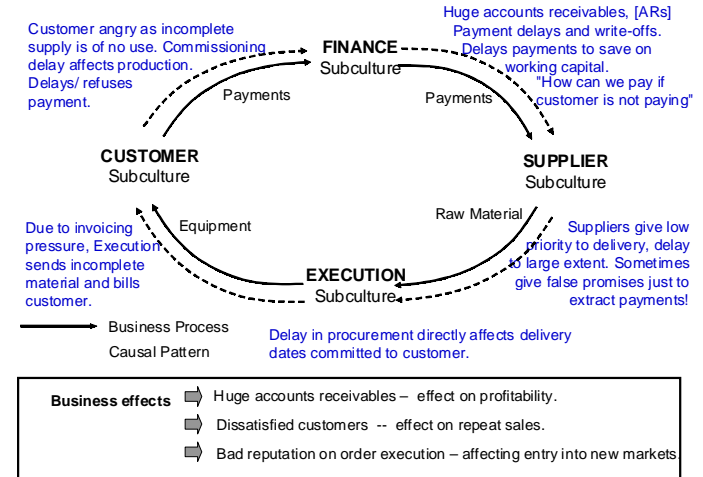 Customer angry as incomplete
supply is of no use. Commissioning
delay affects production.
Delays/ refuses
payment.
FINANCE
Subculture
Huge accounts receivables, [ARs]
Payment delays and write-offs.
Delays payments to save on
working capital.
"How can we pay if
customer is not paying"
Payments
Payments
CUSTOMER
Subculture
SUPPLIER
Subculture
Due to invoicing
pressure, Execution
sends incomplete
material and bills
customer.
Equipment
Raw Material
Suppliers give low
priority to delivery, delay
to large extent. Sometimes
give false promises just to
extract payments!
EXECUTION
Subculture
Business Process
Causal Pattern
Delay in procurement directly affects delivery
dates committed to customer.
Business effects
Huge accounts receivables – effect on profitability.
Dissatisfied customers -- effect on repeat sales.
Bad reputation on order execution – affecting entry into new markets.